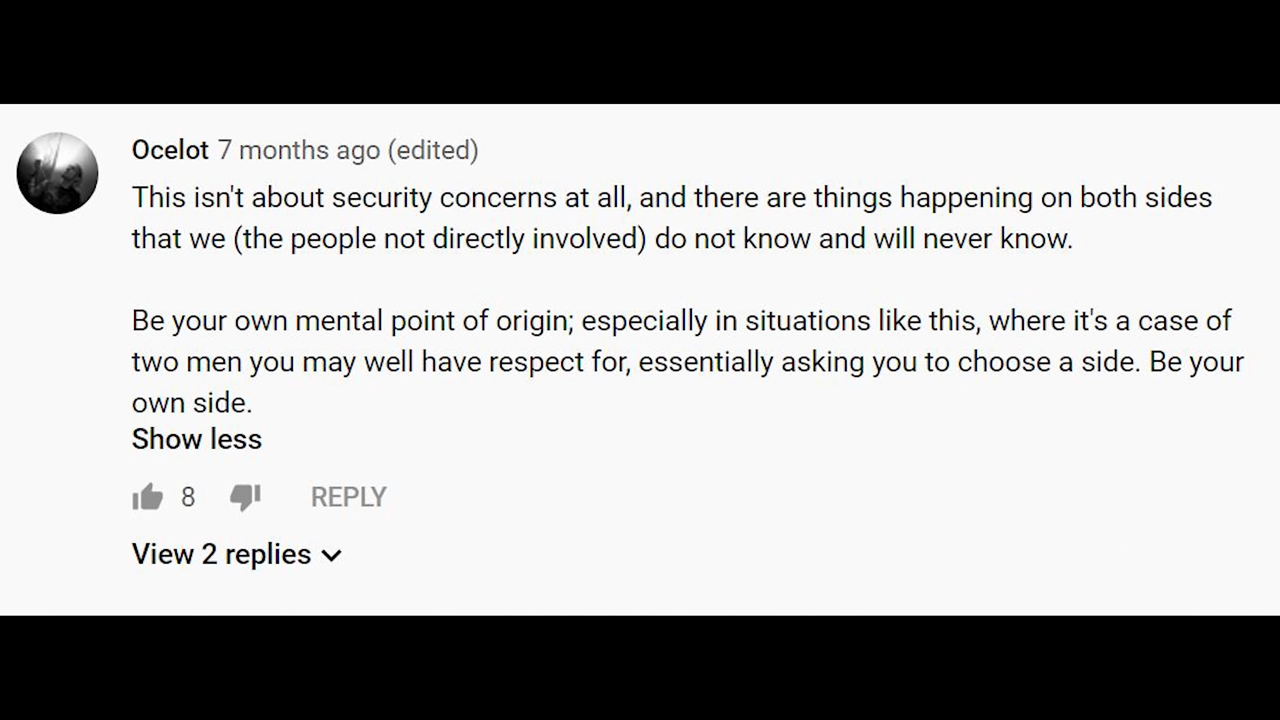 Ocelot 7 months ago (edited)
This isn't about security concerns at all, and there are things happening on both sides
that we (the people not directly involved) do not know and will never know.
Be your own mental point of origin; especially in situations like this, where it's a case of
two men you may well have respect for, essentially asking you to choose a side. Be your
own side.
Show less
8 REPLY
View 2 replies